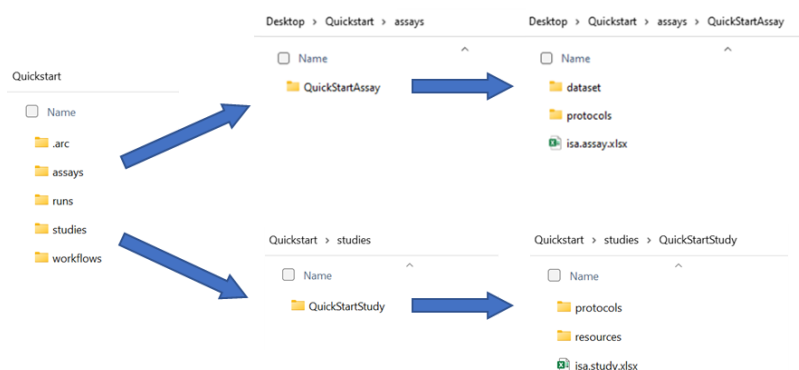 Quickstart
Name
.arc
assays
runs
studies
workflows
Desktop > Quickstart > assays
Name
QuickStartAssay
Desktop > Quickstart > assays > QuickStartAssay
Name
dataset
protocols
isa.assay.xlsx
Quickstart > studies
Name
QuickStartStudy
Quickstart > studies > QuickStartStudy
Name
protocols
resources
isa.study.xlsx